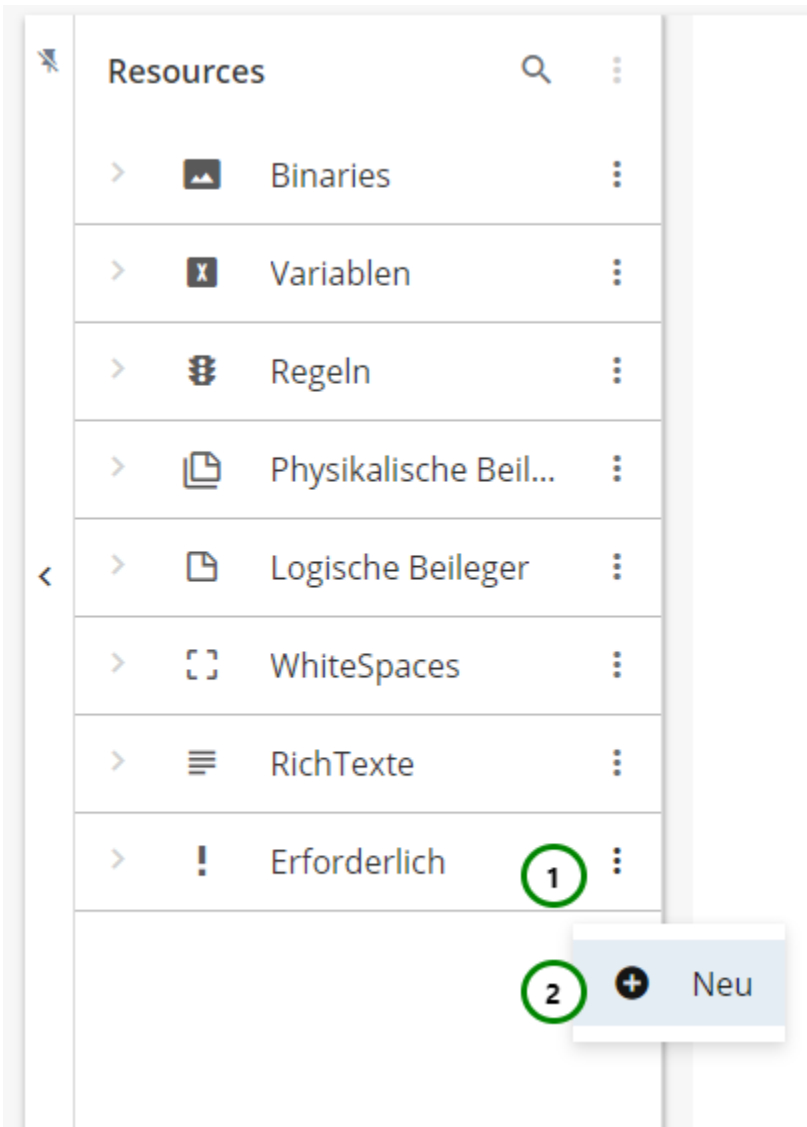 Resources
Binaries
Variablen
Regeln
Physikalische Beil...
Logische Beileger
WhiteSpaces
RichTexte
Erforderlich
1
2
Neu